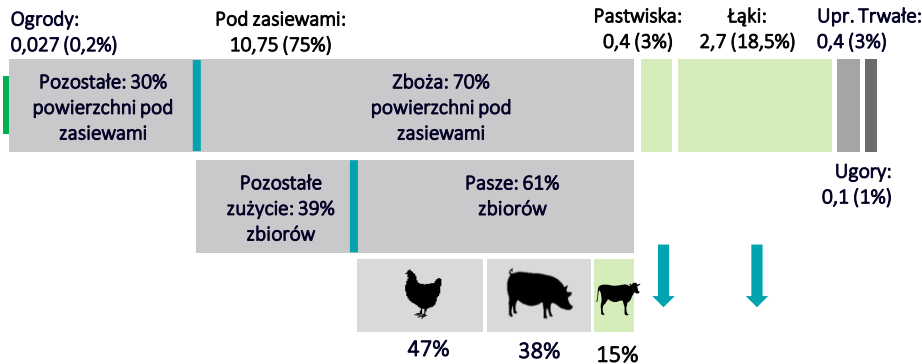 Ogrody:
0,027 (0,2%)
Pod zasiewami:
10,75 (75%)
Pastwiska:
0,4 (3%)
Łąki:
2,7 (18,5%)
Upr. Trwałe:
0,4 (3%)
Pozostałe: 30%
powierzchni pod
zasiewami
Zboża: 70%
powierzchni pod
zasiewami
Ugory:
0,1 (1%)
Pozostałe
zużycie: 39%
zbiorów
Pasze: 61%
zbiorów
47%
38%
15%